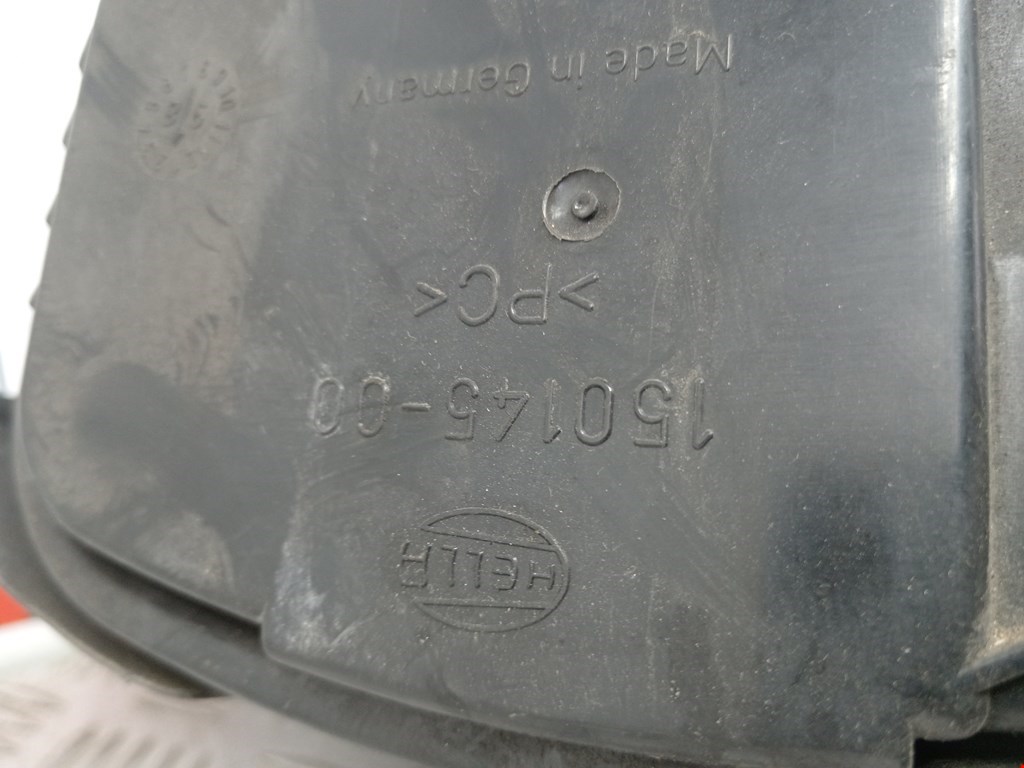 HELLA
150145-00
>PC<
Made in Germany